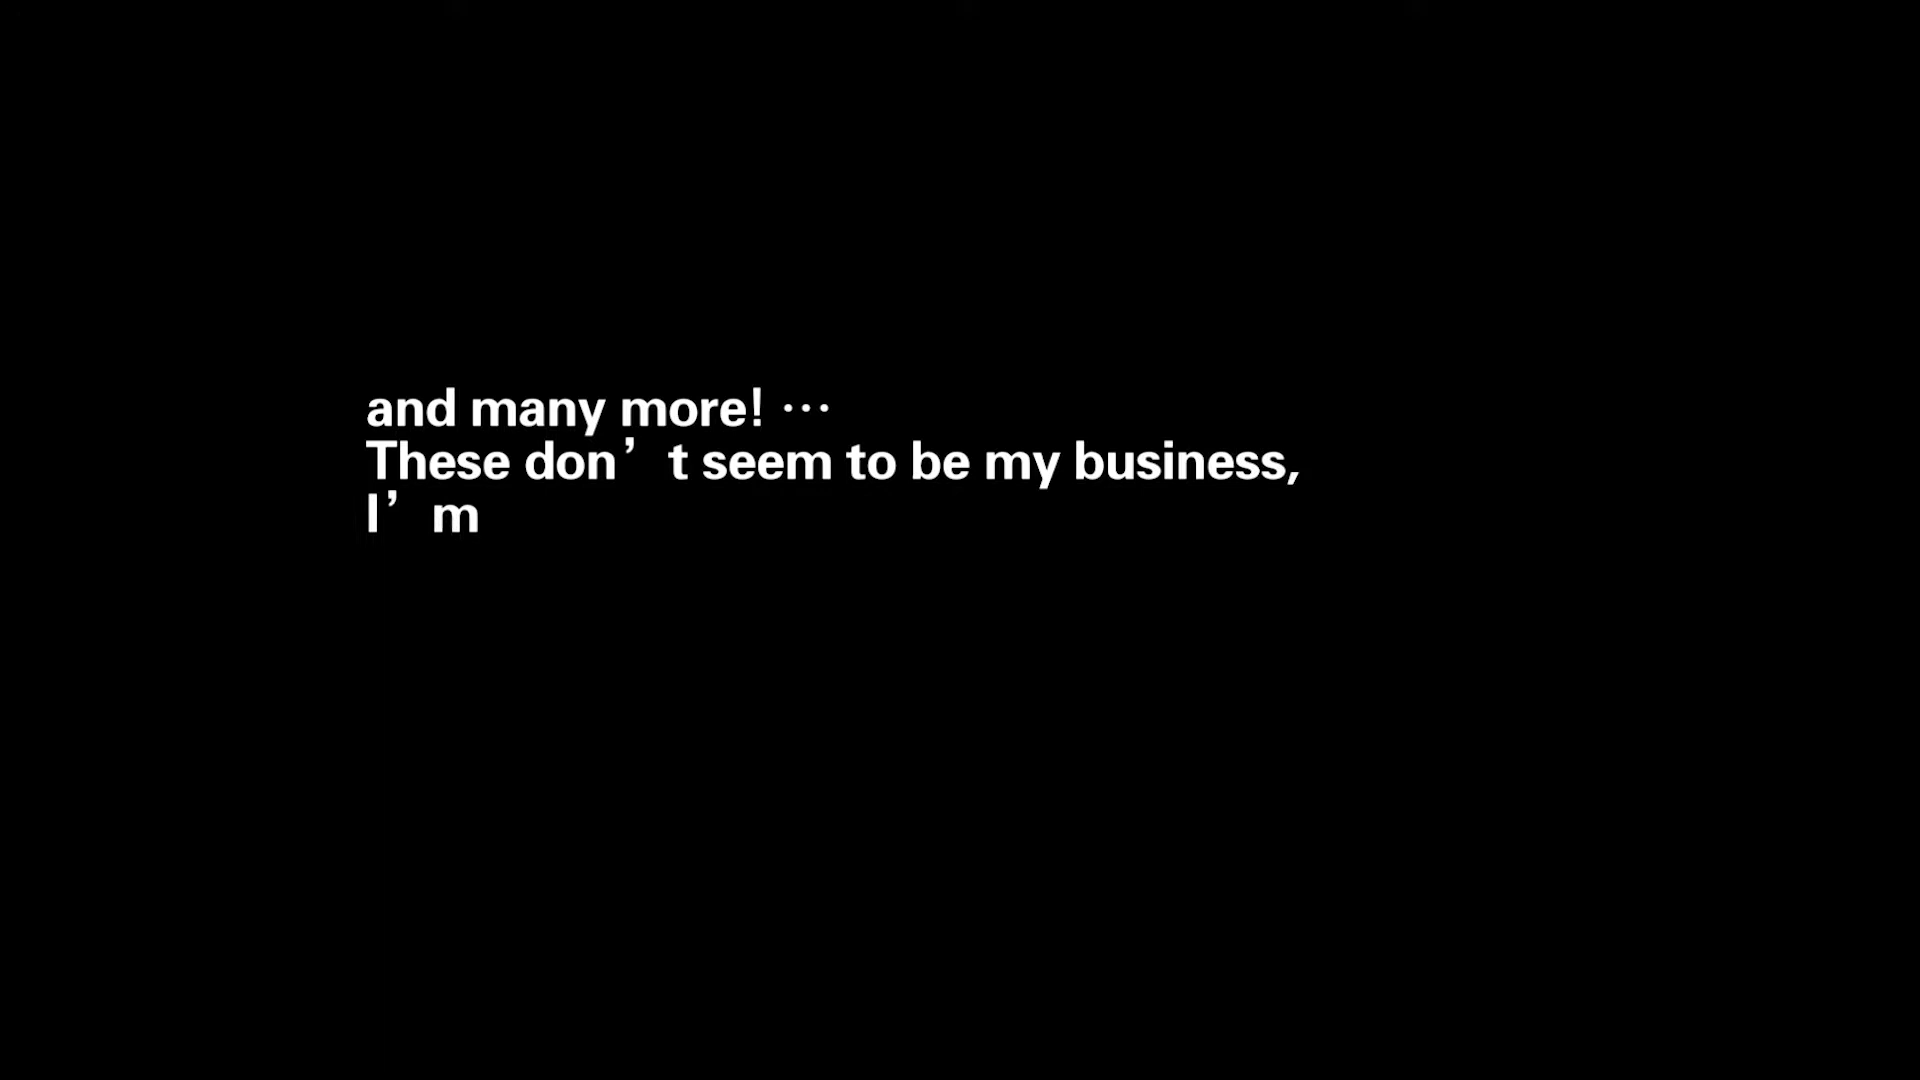 and many more! …
These don’t seem to be my business,
I’m